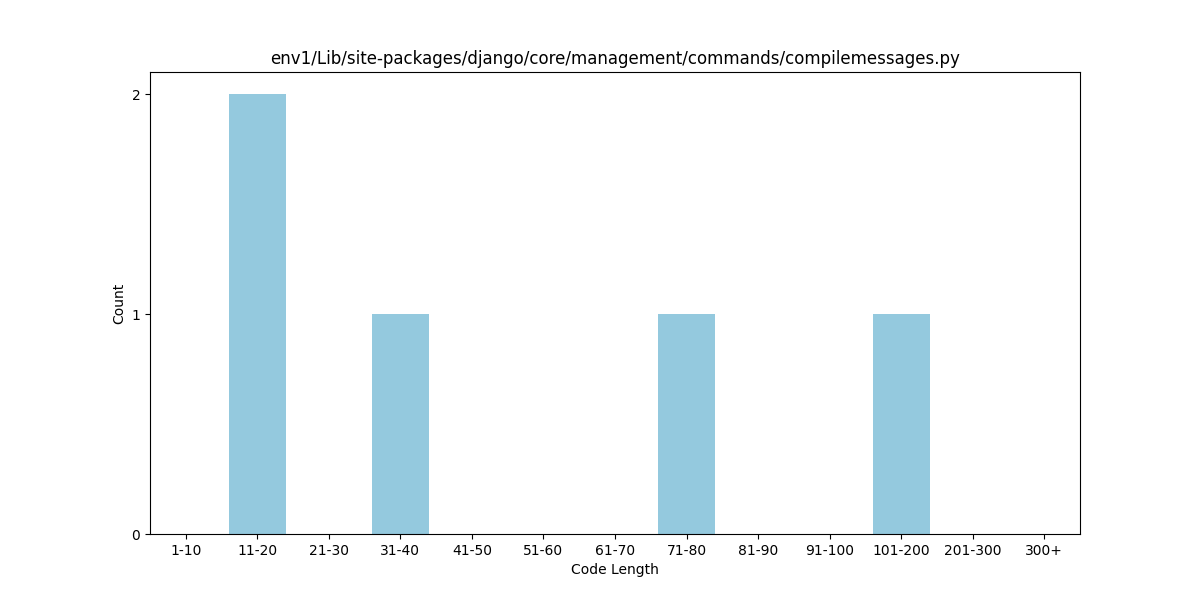 env1/Lib/site-packages/django/core/management/commands/compilemessages.py
2
1
0
Count
1-10 11-20 21-30 31-40 41-50 51-60 61-70 71-80 81-90 91-100 101-200 201-300 300+
Code Length